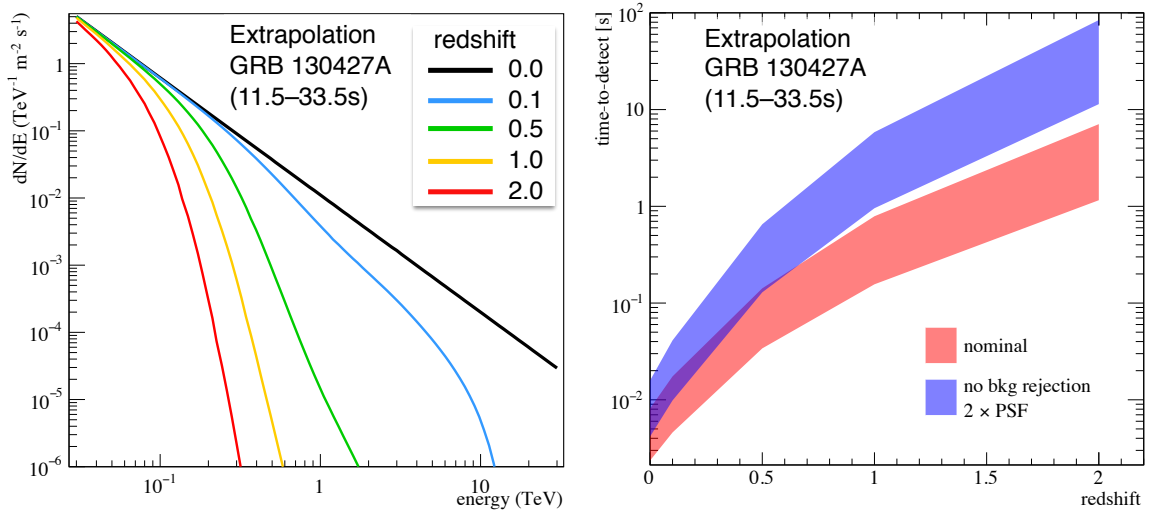 Extrapolation
GRB 130427A
(11.5–33.5s)
redshift
0.0
0.1
0.5
1.0
2.0
dN/dE (TeV⁻¹ m⁻² s⁻¹)
1
10⁻¹
10⁻²
10⁻³
10⁻⁴
10⁻⁵
10⁻⁶
10⁻¹
1
10
energy (TeV)
Extrapolation
GRB 130427A
(11.5–33.5s)
time-to-detect [s]
10²
10
1
10⁻¹
10⁻²
nominal
no bkg rejection
2 × PSF
0
0.5
1
1.5
2
redshift